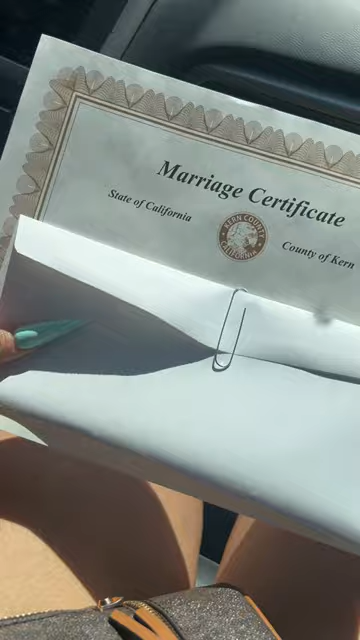 Marriage Certificate
State of California
KERN COUNTY
CALIFORNIA
County of Kern